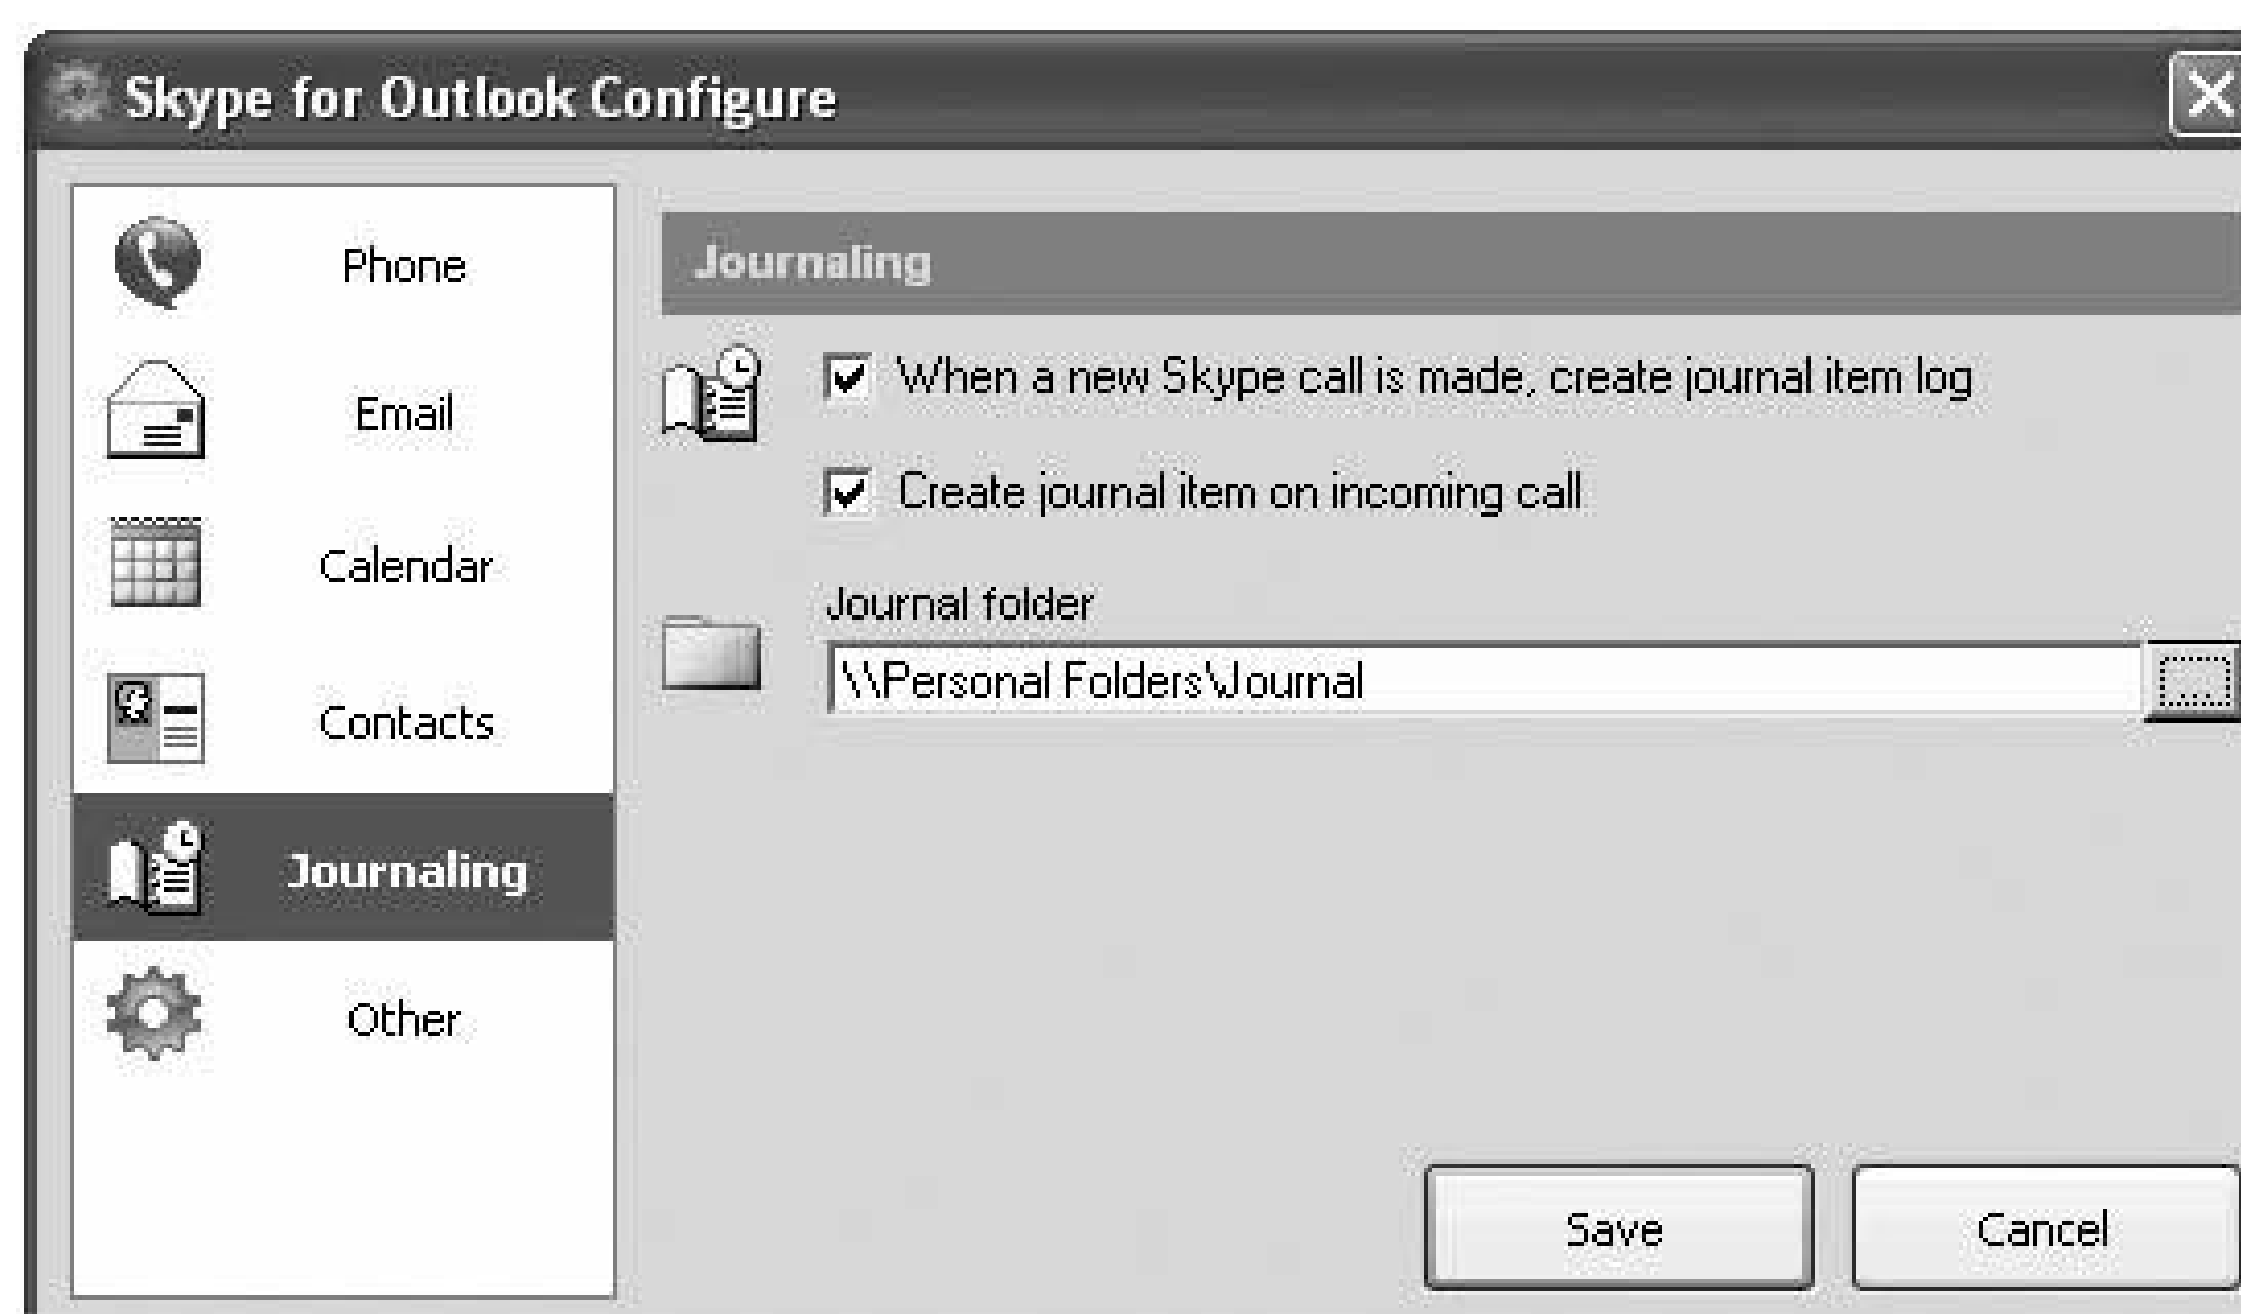 Skype for Outlook Configure
Phone
Email
Calendar
Contacts
Journaling
Other
Journaling
When a new Skype call is made, create journal item log
Create journal item on incoming call
Journal folder
\\Personal Folders\Journal
...
Save
Cancel